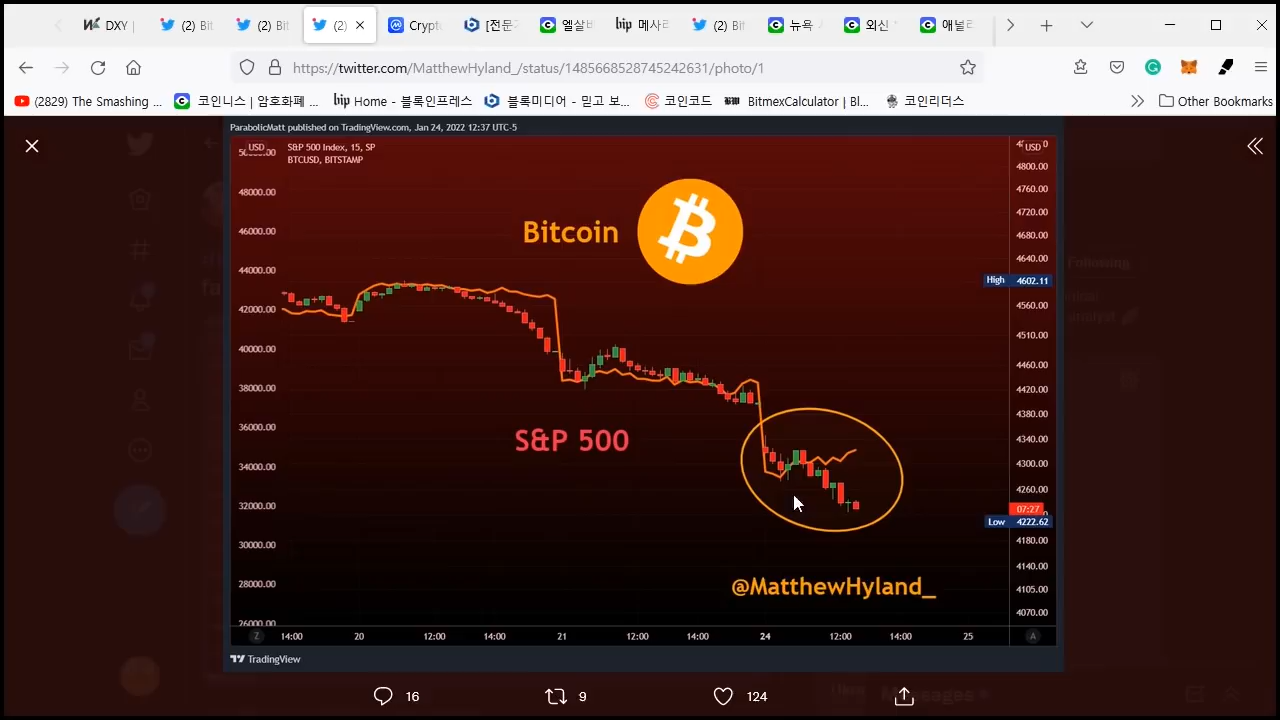 DXY |
(2) Bit
(2) Bit
(2)
Crypt
[전문
엘살바
bip 메사리
(2) Bit
뉴욕
외신 "
애널리
https://twitter.com/MatthewHyland_/status/1485668528745242631/photo/1
(2829) The Smashing ...
코인니스 | 암호화폐 ...
bip Home - 블록인프레스
블록미디어 - 믿고 보...
코인코드
BitmexCalculator | Bl...
코인리더스
Other Bookmarks
ParabolicMatt published on TradingView.com, Jan 24, 2022 12:37 UTC-5
USD
S&P 500 Index, 15, SP
BTCUSD, BITSTAMP
USD
48000.00
46000.00
44000.00
42000.00
40000.00
38000.00
36000.00
34000.00
32000.00
30000.00
28000.00
26000.00
Bitcoin
S&P 500
@MatthewHyland_
4800.00
4760.00
4720.00
4680.00
4640.00
High 4602.11
4560.00
4510.00
4460.00
4420.00
4380.00
4340.00
4300.00
4260.00
07:27
Low 4222.62
4180.00
4140.00
4105.00
4070.00
Z 14:00 20 12:00 14:00 21 12:00 14:00 24 12:00 14:00 25 A
TradingView
Following
Messages
16 9 124